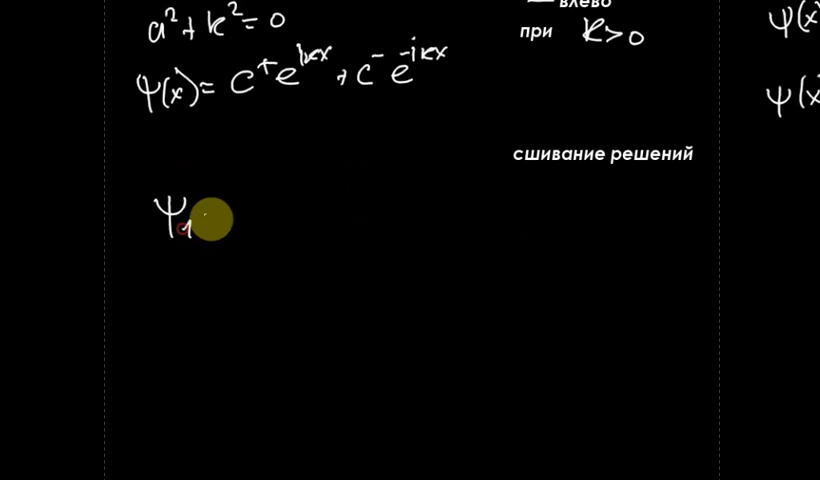 влево
a² + k² = 0
при k > 0
ψ(x) = C⁺e^{ikx} + C⁻e^{-ikx}
ψ(x)
ψ(x)
сшивание решений
ψ₁